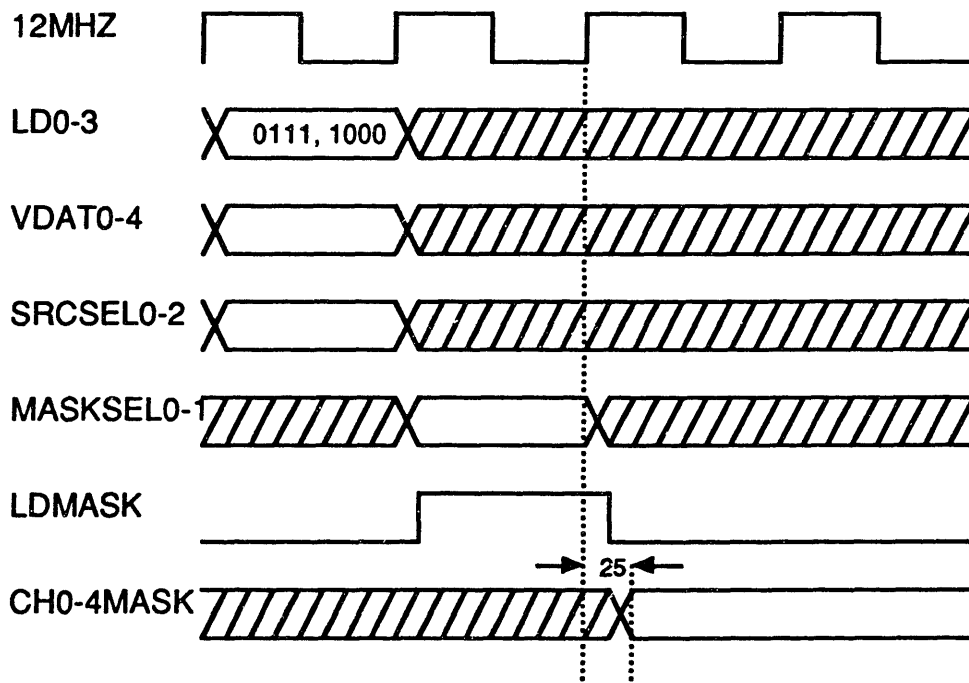 12MHZ
LD0-3
0111, 1000
VDAT0-4
SRCSEL0-2
MASKSEL0-1
LDMASK
25
CH0-4MASK